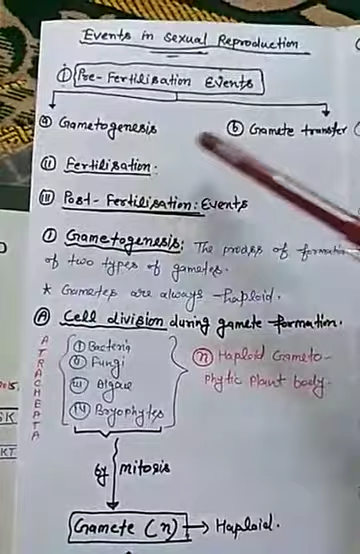 Events in Sexual Reproduction
(i) Pre-Fertilisation Events
(a) Gametogenesis (b) Gamete transfer
(ii) Fertilisation.
(iii) Post-Fertilisation Events
(1) Gametogenesis: The process of formation
of two types of gametes.
* Gametes are always haploid.
(A) Cell division during gamete formation.
ATRACHEATA
(i) Bacteria
(ii) Fungi
(iii) Algae
(iv) Bryophytes
(n) Haploid Gameto-
phytic Plant body.
by mitosis
Gamete (n) → Haploid.